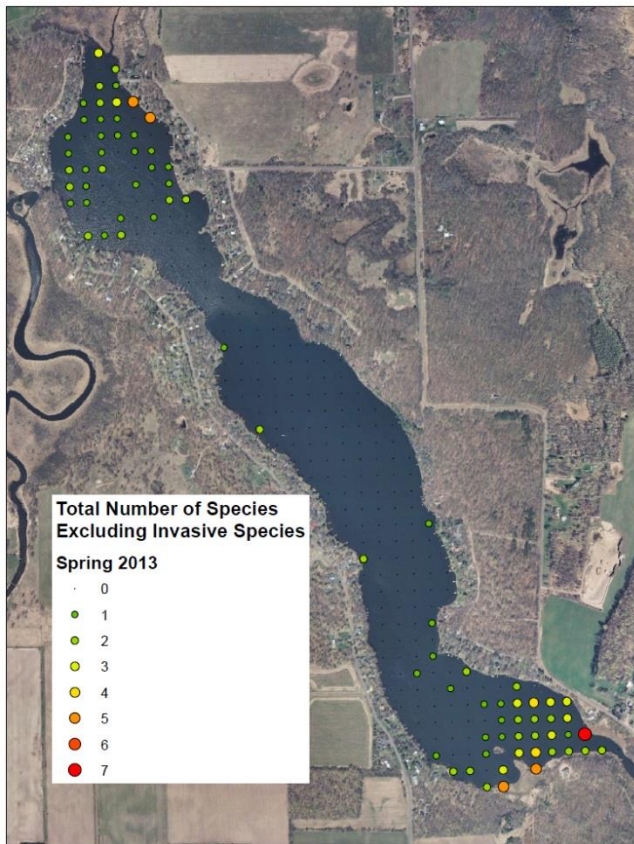 Total Number of Species
Excluding Invasive Species
Spring 2013
0
1
2
3
4
5
6
7